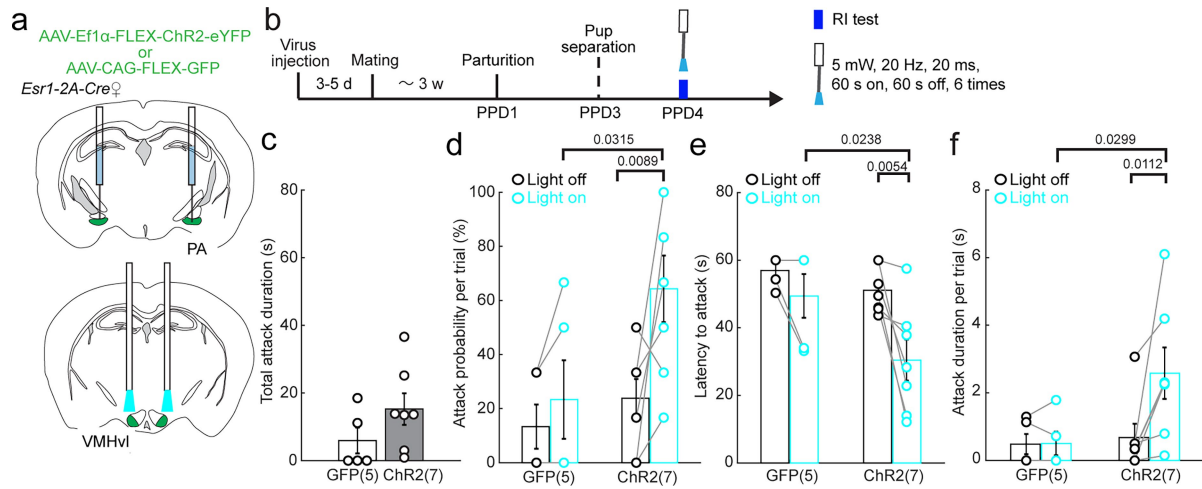 a
AAV-Ef1α-FLEX-ChR2-eYFP
or
AAV-CAG-FLEX-GFP
Esr1-2A-Cre♀
PA
VMHvl
b
Virus
injection
Mating
Parturition
Pup
separation
3-5 d
~ 3 w
PPD1
PPD3
PPD4
RI test
5 mW, 20 Hz, 20 ms,
60 s on, 60 s off, 6 times
c
Total attack duration (s)
80
60
40
20
0
GFP(5)
ChR2(7)
d
0.0315
0.0089
Light off
Light on
Attack probability per trial (%)
100
80
60
40
20
0
GFP(5)
ChR2(7)
e
0.0238
0.0054
Light off
Light on
Latency to attack (s)
80
60
40
20
0
GFP(5)
ChR2(7)
f
0.0299
0.0112
Light off
Light on
Attack duration per trial (s)
8
6
4
2
0
GFP(5)
ChR2(7)